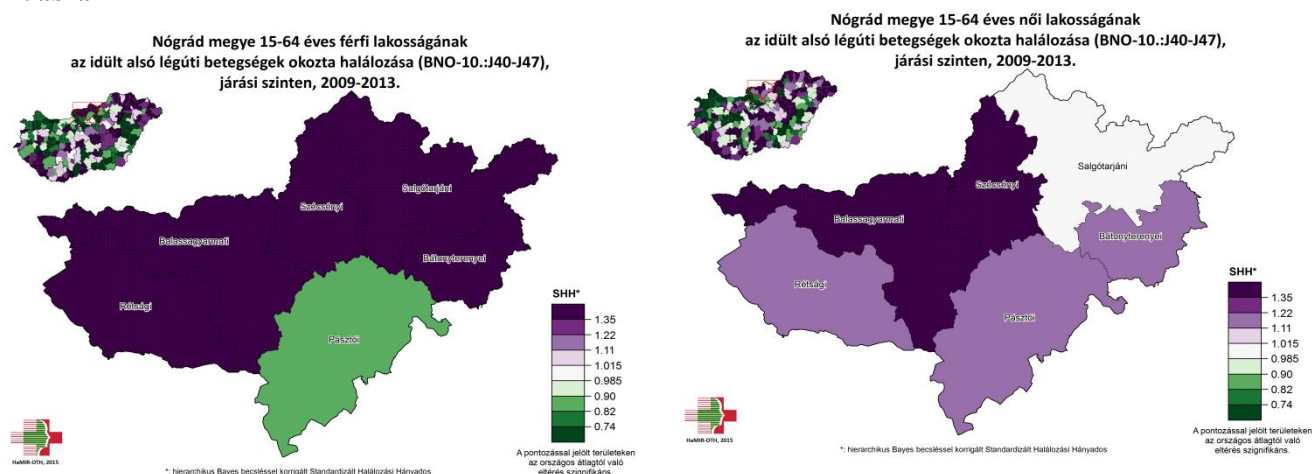 Nógrád megye 15-64 éves férfi lakosságának
az idült alsó légúti betegségek okozta halálozása (BNO-10.:J40-J47),
járási szinten, 2009-2013.
Salgótarjáni
Szécsényi
Balassagyarmati
Bátonyterenyei
Rétsági
Pásztói
SHH*
1.35
1.22
1.11
1.015
0.985
0.90
0.82
0.74
HaMIR-OTH, 2015
A pontozással jelölt területeken
az országos átlagtól való
eltérés szignifikáns.
*: hierarchikus Bayes becsléssel korrigált Standardizált Halálozási Hányados
Nógrád megye 15-64 éves női lakosságának
az idült alsó légúti betegségek okozta halálozása (BNO-10.:J40-J47),
járási szinten, 2009-2013.
Salgótarjáni
Szécsényi
Balassagyarmati
Bátonyterenyei
Rétsági
Pásztói
SHH*
1.35
1.22
1.11
1.015
0.985
0.90
0.82
0.74
HaMIR-OTH, 2015
A pontozással jelölt területeken
az országos átlagtól való
eltérés szignifikáns.
*: hierarchikus Bayes becsléssel korrigált Standardizált Halálozási Hányados